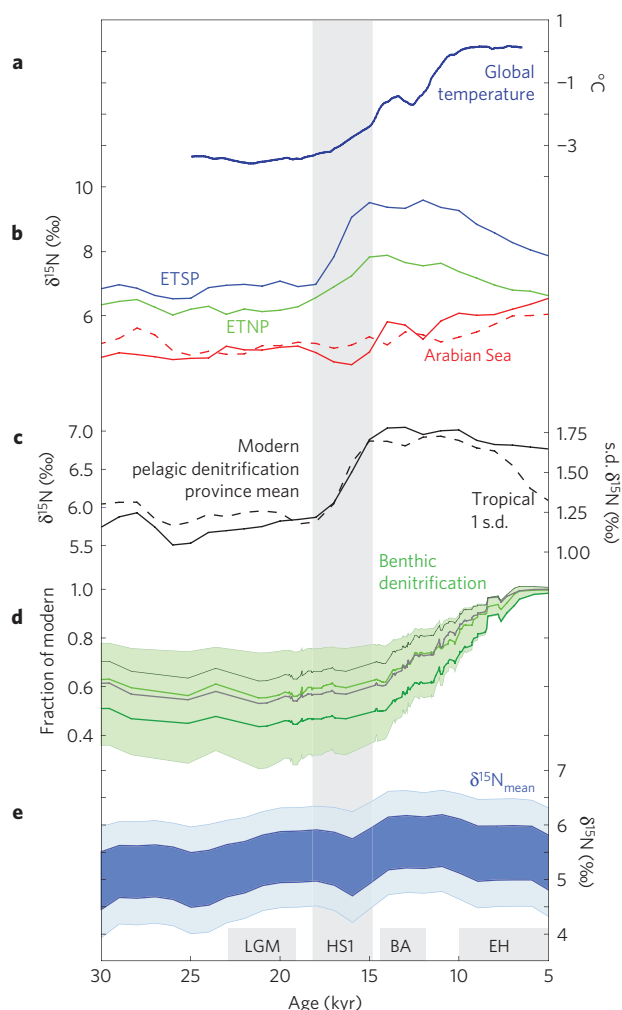 a
1
−1
−3
°C
Global
temperature
b
10
8
6
δ¹⁵N (‰)
ETSP
ETNP
Arabian Sea
c
7.0
6.5
6.0
5.5
δ¹⁵N (‰)
Modern
pelagic denitrification
province mean
Tropical
1 s.d.
1.75
1.50
1.25
1.00
s.d. δ¹⁵N (‰)
d
1.0
0.8
0.6
0.4
Fraction of modern
Benthic
denitrification
e
δ¹⁵Nmean
7
6
5
4
δ¹⁵N (‰)
LGM
HS1
BA
EH
30
25
20
15
10
5
Age (kyr)